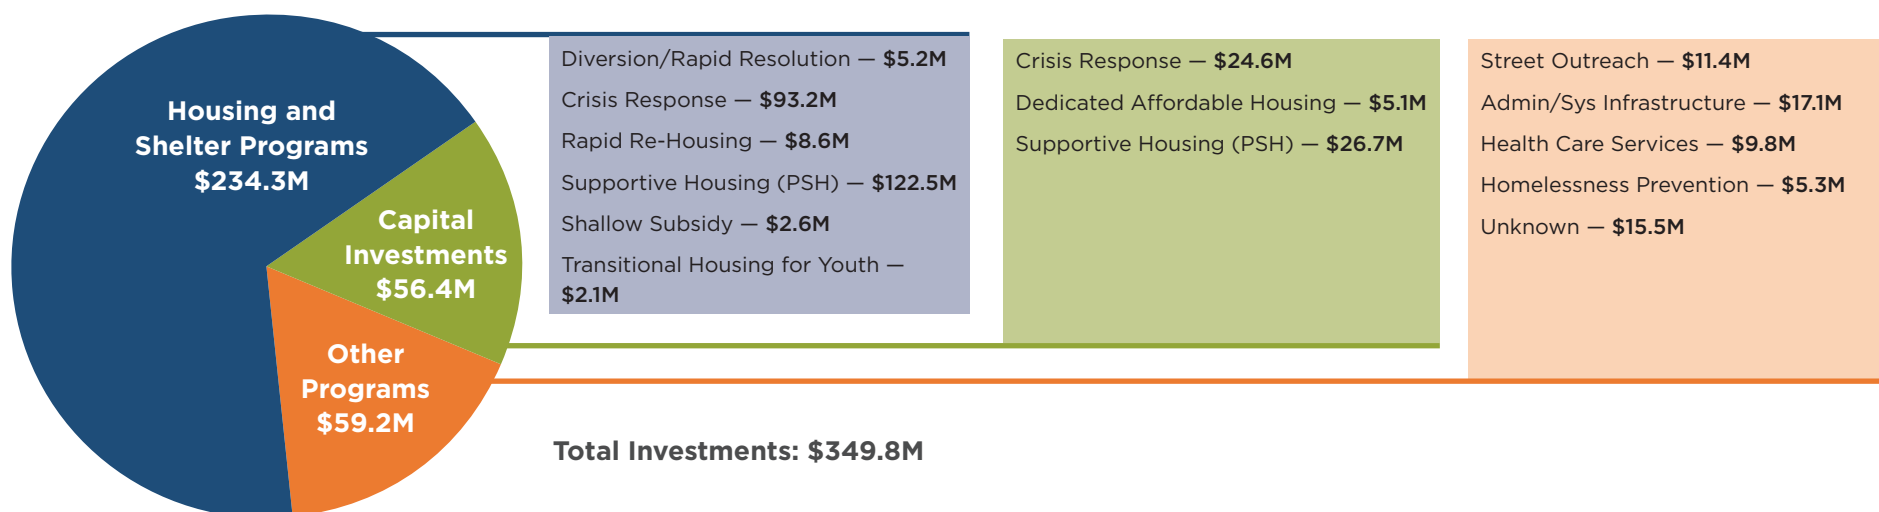 Housing and
Shelter Programs
$234.3M
Capital
Investments
$56.4M
Other
Programs
$59.2M
Diversion/Rapid Resolution — $5.2M
Crisis Response — $93.2M
Rapid Re-Housing — $8.6M
Supportive Housing (PSH) — $122.5M
Shallow Subsidy — $2.6M
Transitional Housing for Youth —
$2.1M
Crisis Response — $24.6M
Dedicated Affordable Housing — $5.1M
Supportive Housing (PSH) — $26.7M
Street Outreach — $11.4M
Admin/Sys Infrastructure — $17.1M
Health Care Services — $9.8M
Homelessness Prevention — $5.3M
Unknown — $15.5M
Total Investments: $349.8M